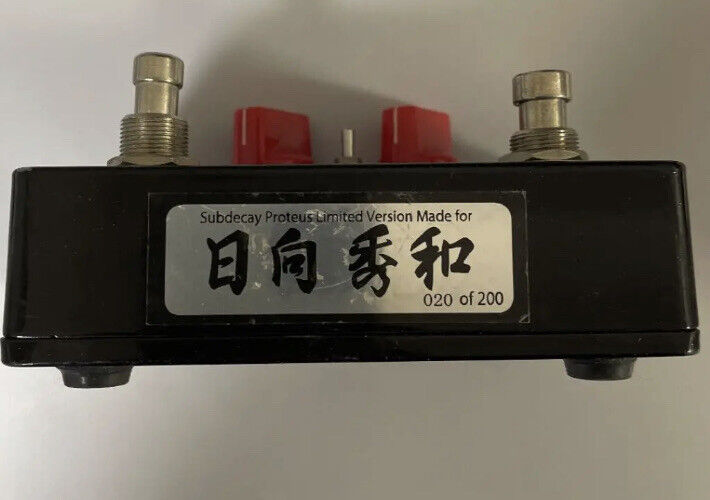 Subdecay Proteus Limited Version Made for
日向秀和
020 of 200